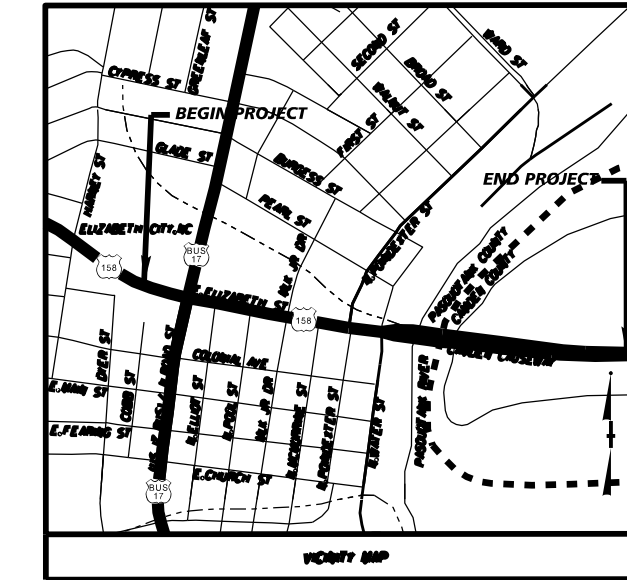 GREENLEAF ST
CYPRESS ST
SECOND ST
WARD ST
BROAD ST
WALNUT ST
FIRST ST
BEGIN PROJECT
GLADE ST
HARNEY ST
BURGESS ST
PEARL ST
END PROJECT
ELIZABETH CITY,NC
BUS
17
158
MLK JR DR
N.POINDEXTER ST
PASQUOTANK COUNTY
CAMDEN COUNTY
E.ELIZABETH ST
158
CAMDEN CAUSEWAY
COLONIAL AVE
DYER ST
COBB ST
E.MAIN ST
E.FEARING ST
N.ELLIOTT ST
N.POOL ST
MLK JR DR
N.MCMORRINE ST
N.POINDEXTER ST
N.WATER ST
PASQUOTANK RIVER
E.CHURCH ST
BUS
17
VICINITY MAP